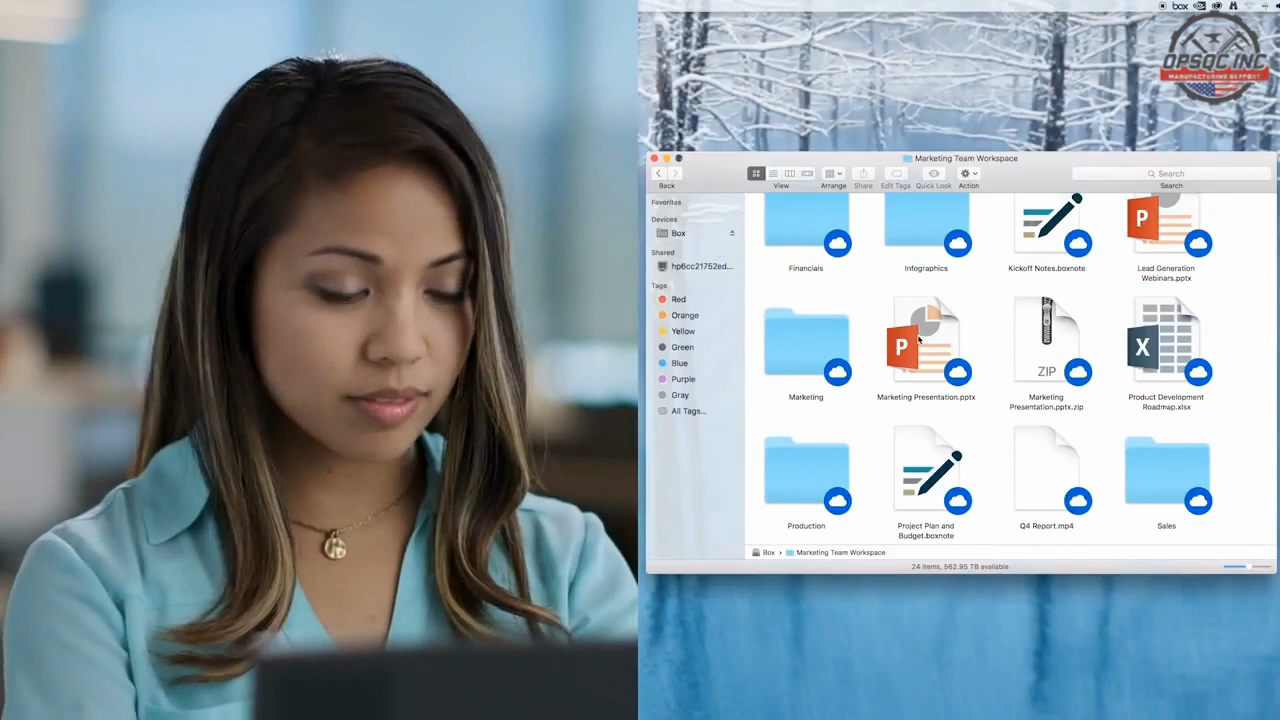 box
OPSQC INC
MANUFACTURING SUPPORT
Marketing Team Workspace
Back
View
Arrange
Share
Edit Tags
Quick Look
Action
Search
Search
Favorites
Devices
Box
Shared
hp6cc21752ed...
Tags
Red
Orange
Yellow
Green
Blue
Purple
Gray
All Tags...
Financials
Infographics
Kickoff Notes.boxnote
P
Lead Generation
Webinars.pptx
Marketing
P
Marketing Presentation.pptx
ZIP
Marketing
Presentation.pptx.zip
X
Product Development
Roadmap.xlsx
Production
Project Plan and
Budget.boxnote
Q4 Report.mp4
Sales
Box › Marketing Team Workspace
24 items, 562.95 TB available